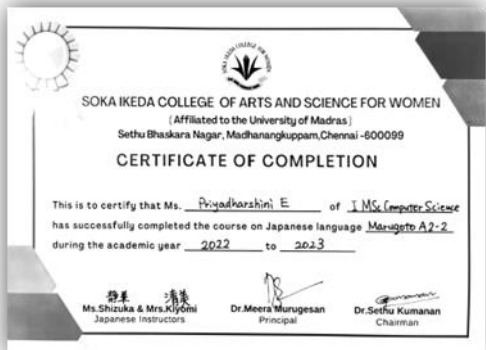 SOKA IKEDA COLLEGE OF ARTS AND SCIENCE FOR WOMEN
(Affiliated to the University of Madras)
Sethu Bhaskara Nagar, Madhanangkuppam,Chennai -600099
CERTIFICATE OF COMPLETION
This is to certify that Ms. Priyadharshini E of I MSc Computer Science
has successfully completed the course on Japanese language Marugoto A2-2
during the academic year 2022 to 2023
清美
Ms.Shizuka & Mrs.Kiyomi Dr.Meera Murugesan Dr.Sethu Kumanan
Japanese Instructors Principal Chairman